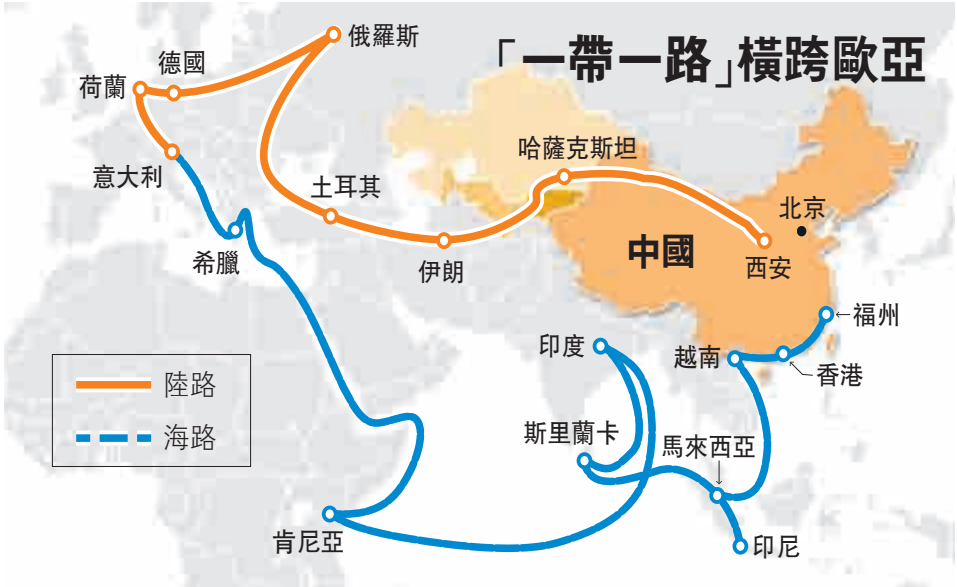 「一帶一路」橫跨歐亞
俄羅斯
德國
荷蘭
意大利
哈薩克斯坦
土耳其
北京
希臘
伊朗
中國
西安
福州
印度
越南
香港
陸路
海路
斯里蘭卡
馬來西亞
肯尼亞
印尼